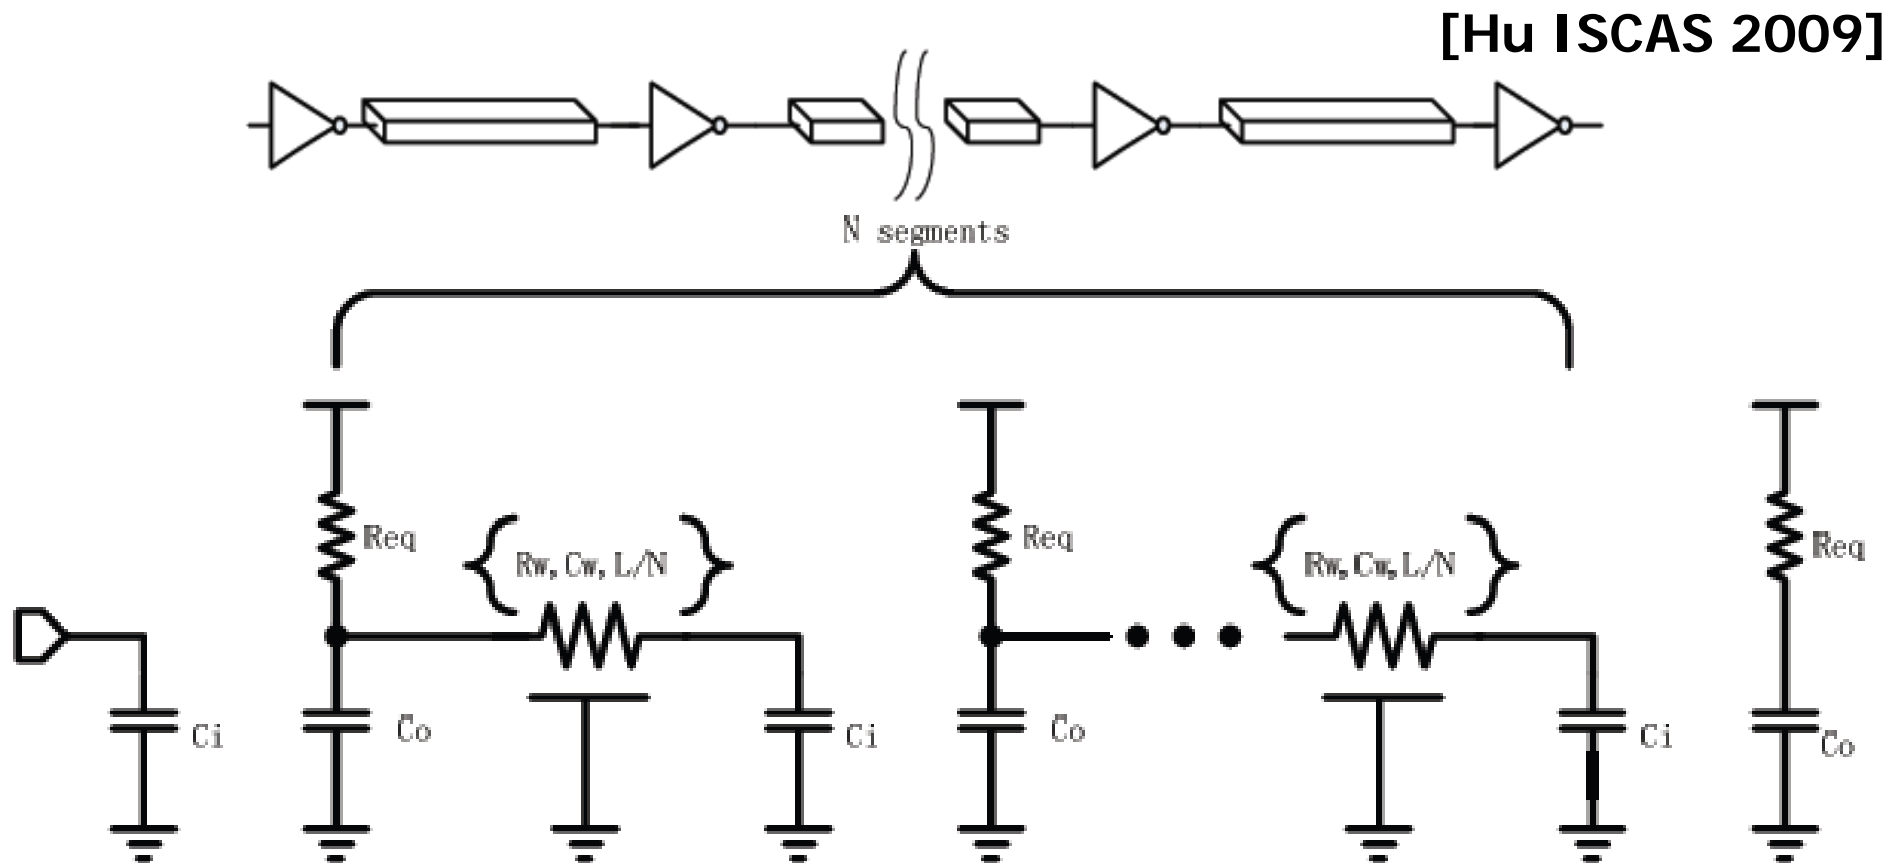 [Hu ISCAS 2009]
N segments
Req
Rw,Cw,L/N
Req
Rw,Cw,L/N
Req
Ci
Co
Ci
Co
Ci
Co